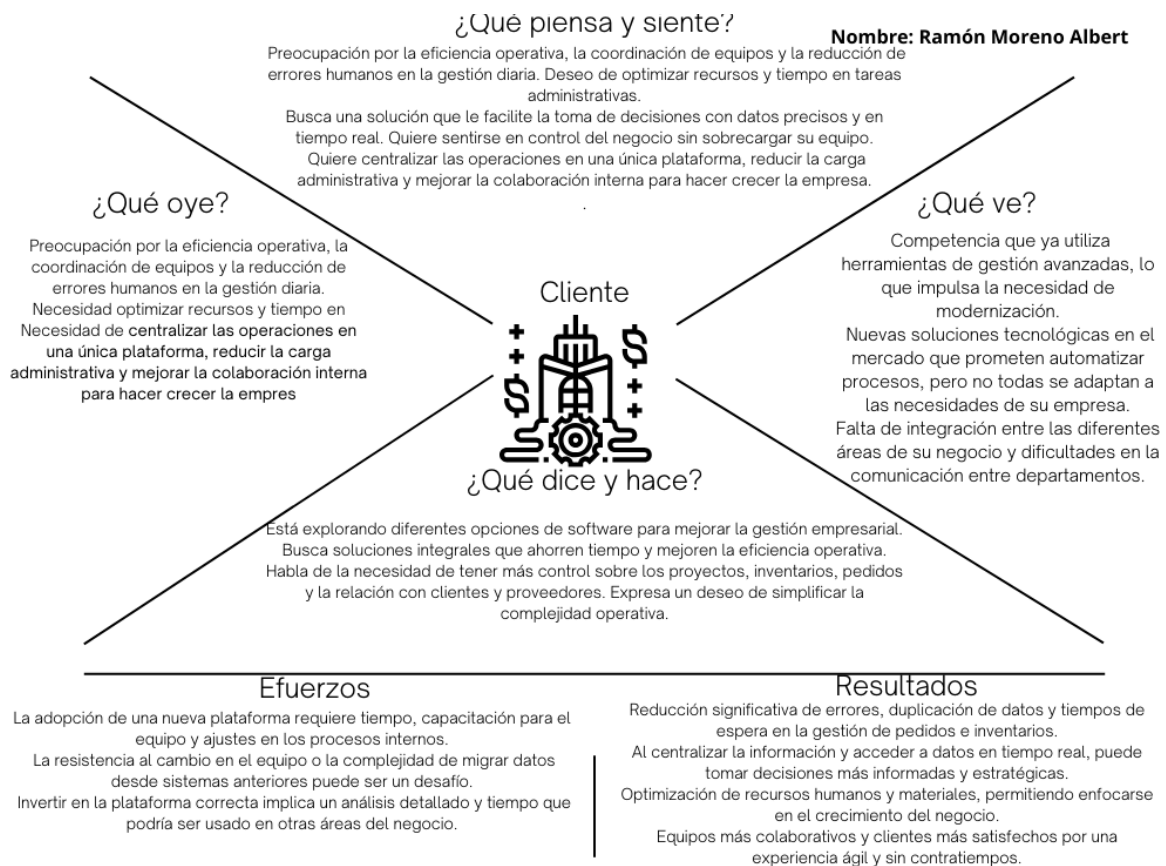 ¿Qué piensa y siente?
Nombre: Ramón Moreno Albert
Preocupación por la eficiencia operativa, la coordinación de equipos y la reducción de
errores humanos en la gestión diaria. Deseo de optimizar recursos y tiempo en tareas
administrativas.
Busca una solución que le facilite la toma de decisiones con datos precisos y en
tiempo real. Quiere sentirse en control del negocio sin sobrecargar su equipo.
Quiere centralizar las operaciones en una única plataforma, reducir la carga
administrativa y mejorar la colaboración interna para hacer crecer la empresa.
.
¿Qué oye?
Preocupación por la eficiencia operativa, la
coordinación de equipos y la reducción de
errores humanos en la gestión diaria.
Necesidad optimizar recursos y tiempo en
Necesidad de centralizar las operaciones en
una única plataforma, reducir la carga
administrativa y mejorar la colaboración interna
para hacer crecer la empres
¿Qué ve?
Competencia que ya utiliza
herramientas de gestión avanzadas, lo
que impulsa la necesidad de
modernización.
Nuevas soluciones tecnológicas en el
mercado que prometen automatizar
procesos, pero no todas se adaptan a
las necesidades de su empresa.
Falta de integración entre las diferentes
áreas de su negocio y dificultades en la
comunicación entre departamentos.
Cliente
¿Qué dice y hace?
Está explorando diferentes opciones de software para mejorar la gestión empresarial.
Busca soluciones integrales que ahorren tiempo y mejoren la eficiencia operativa.
Habla de la necesidad de tener más control sobre los proyectos, inventarios, pedidos
y la relación con clientes y proveedores. Expresa un deseo de simplificar la
complejidad operativa.
Efuerzos
La adopción de una nueva plataforma requiere tiempo, capacitación para el
equipo y ajustes en los procesos internos.
La resistencia al cambio en el equipo o la complejidad de migrar datos
desde sistemas anteriores puede ser un desafío.
Invertir en la plataforma correcta implica un análisis detallado y tiempo que
podría ser usado en otras áreas del negocio.
Resultados
Reducción significativa de errores, duplicación de datos y tiempos de
espera en la gestión de pedidos e inventarios.
Al centralizar la información y acceder a datos en tiempo real, puede
tomar decisiones más informadas y estratégicas.
Optimización de recursos humanos y materiales, permitiendo enfocarse
en el crecimiento del negocio.
Equipos más colaborativos y clientes más satisfechos por una
experiencia ágil y sin contratiempos.